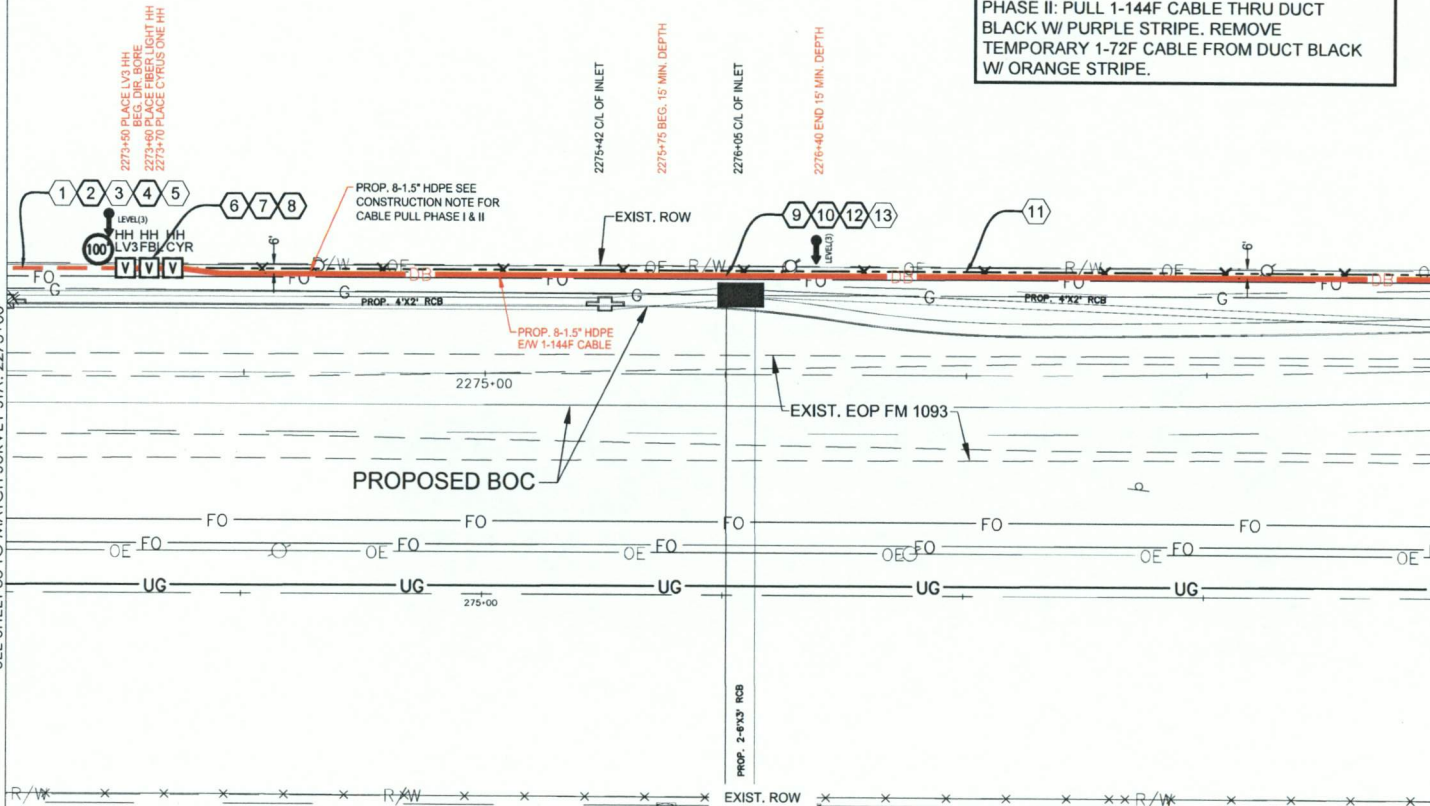 PHASE II: PULL 1-144F CABLE THRU DUCT
BLACK W/ PURPLE STRIPE. REMOVE
TEMPORARY 1-72F CABLE FROM DUCT BLACK
W/ ORANGE STRIPE.
2273+50 PLACE LV3 HH
BEG. DIR. BORE
2273+60 PLACE FIBER LIGHT HH
2273+70 PLACE CYRUS ONE HH
2275+42 C/L OF INLET
2275+75 BEG. 15' MIN. DEPTH
2276+05 C/L OF INLET
2276+40 END 15' MIN. DEPTH
1 2 3 4 5
6 7 8
PROP. 8-1.5" HDPE SEE
CONSTRUCTION NOTE FOR
CABLE PULL PHASE I & II
EXIST. ROW
9 10 12 13
11
LEVEL(3)
LEVEL(3)
100'
HH HH HH
LV3 FBL CYR
V V V
6'
6'
R/W OE R/W OE R/W OE
FO FO DB FO FO DB FO FO DB
G G G G G
PROP. 4'X2' RCB
PROP. 4'X2' RCB
PROP. 8-1.5" HDPE
E/W 1-144F CABLE
2275+00
EXIST. EOP FM 1093
PROPOSED BOC
FO FO FO FO FO
OE FO OE FO OE FO OE FO OE FO OE
UG UG UG UG UG
275+00
PROP. 2-6'X3' RCB
R/W R/W EXIST. ROW R/W